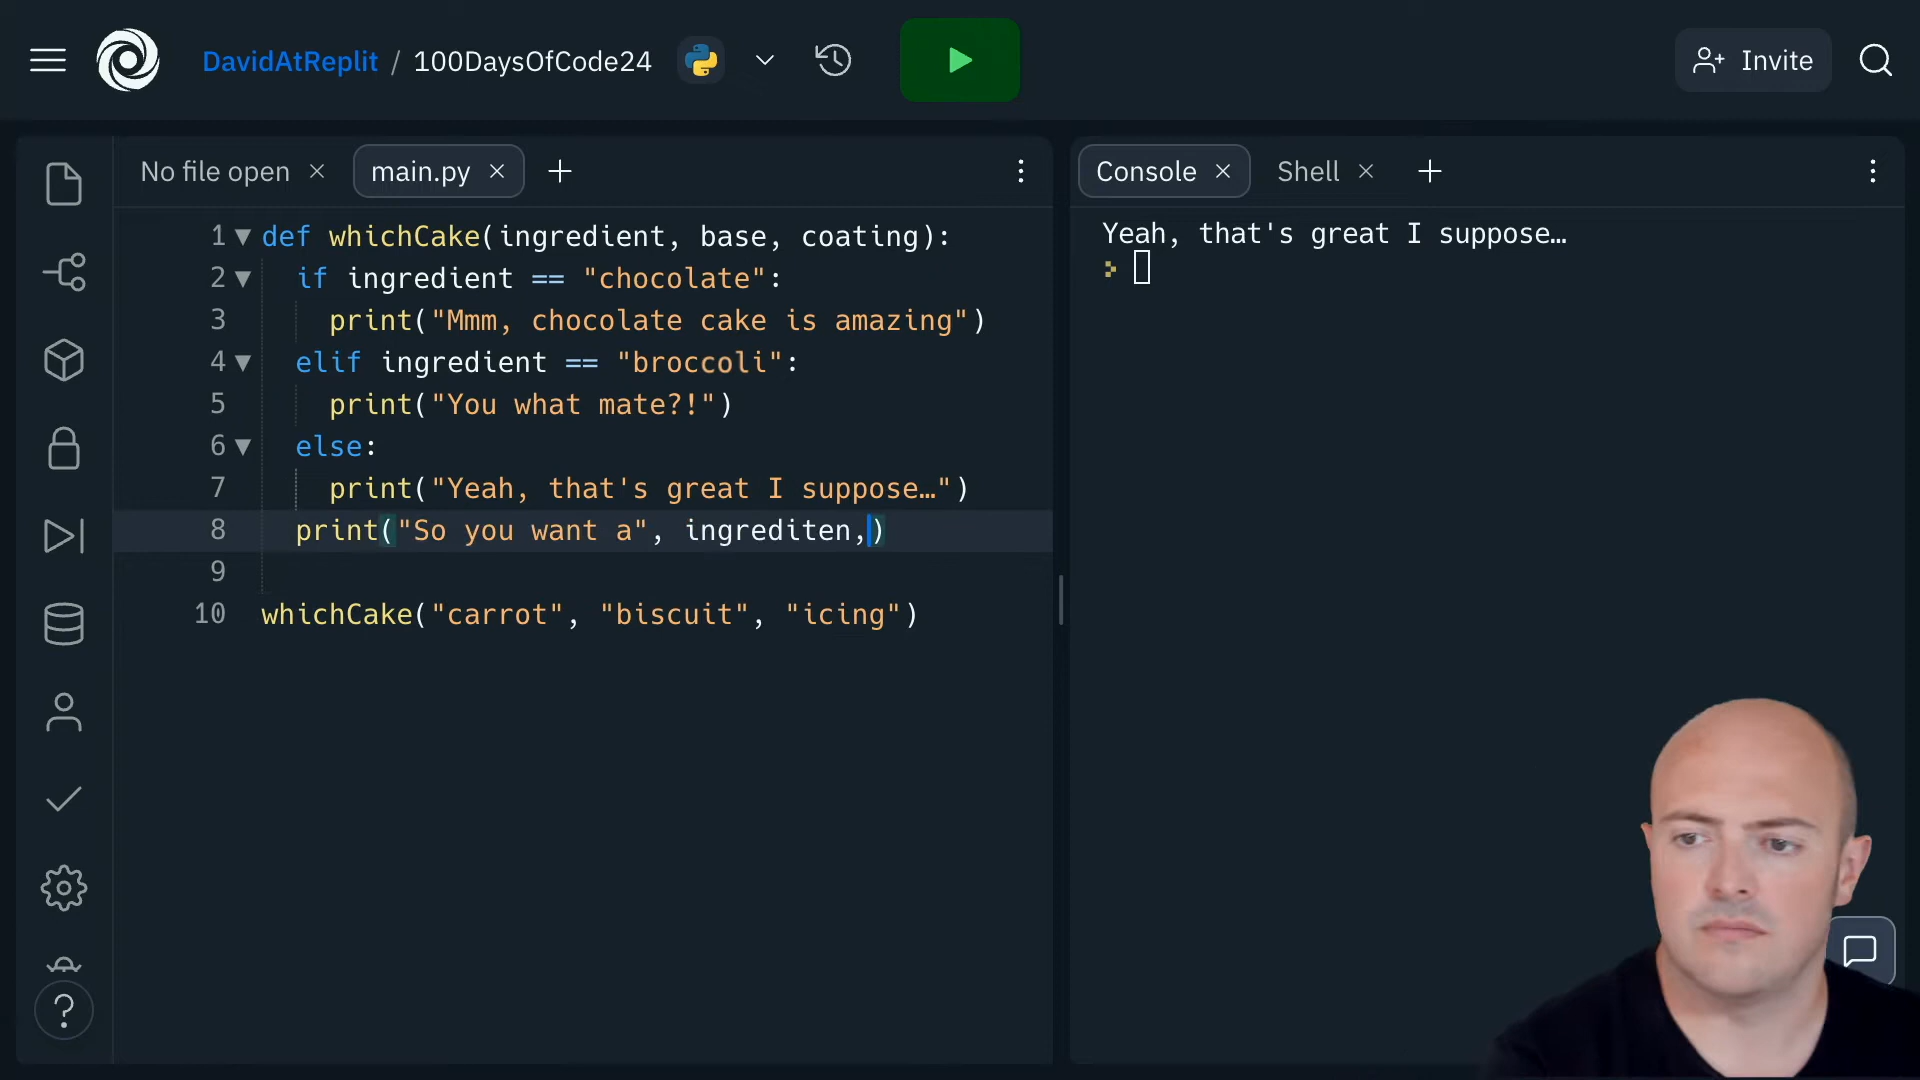 DavidAtReplit / 100DaysOfCode24
Invite
No file open
main.py
Console
Shell
1 def whichCake(ingredient, base, coating):
2 if ingredient == "chocolate":
3 print("Mmm, chocolate cake is amazing")
4 elif ingredient == "broccoli":
5 print("You what mate?!")
6 else:
7 print("Yeah, that's great I suppose…")
8 print("So you want a", ingrediten,)
9
10 whichCake("carrot", "biscuit", "icing")
Yeah, that's great I suppose…
?